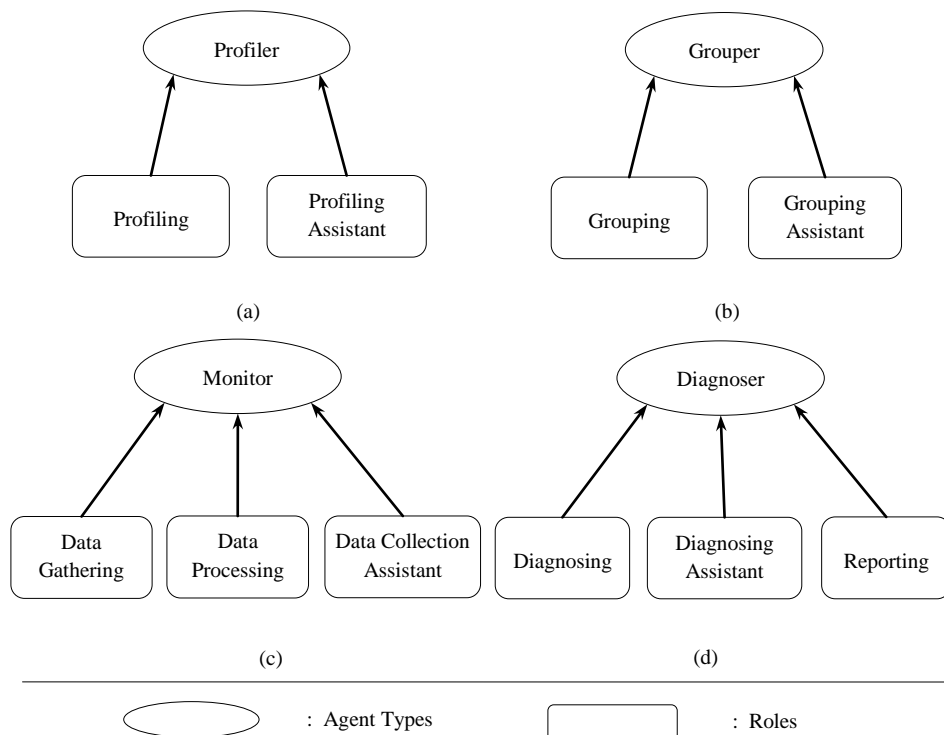 Profiler
Profiling
Profiling
Assistant
(a)
Grouper
Grouping
Grouping
Assistant
(b)
Monitor
Data
Gathering
Data
Processing
Data Collection
Assistant
(c)
Diagnoser
Diagnosing
Diagnosing
Assistant
Reporting
(d)
: Agent Types
: Roles